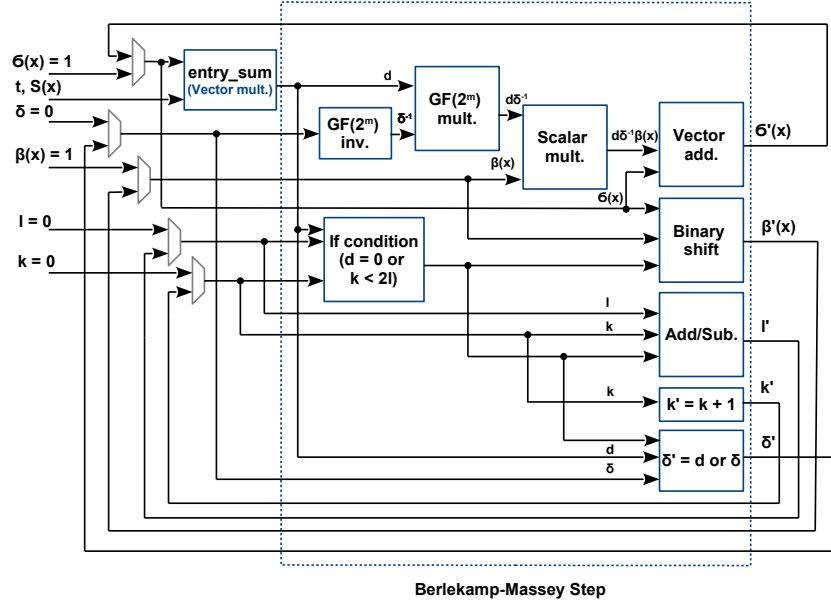 Ϭ(x) = 1
t, S(x)
δ = 0
β(x) = 1
l = 0
k = 0
entry_sum
(Vector mult.)
d
GF(2ᵐ)
inv.
δ⁻¹
GF(2ᵐ)
mult.
dδ⁻¹
β(x)
Scalar
mult.
dδ⁻¹β(x)
Ϭ(x)
Vector
add.
Ϭ'(x)
If condition
(d = 0 or
k < 2l)
Binary
shift
β'(x)
l
k
Add/Sub.
l'
k
k' = k + 1
k'
d
δ
δ' = d or δ
δ'
Berlekamp-Massey Step